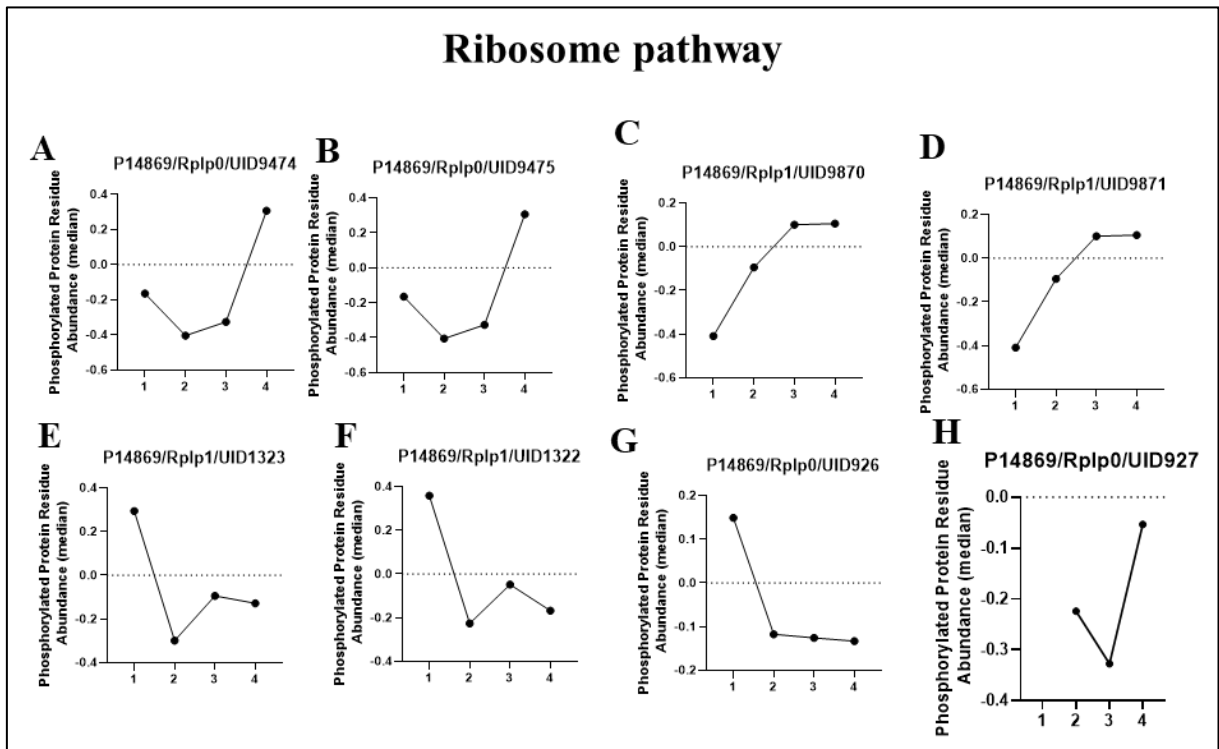 Ribosome pathway
A
P14869/Rplp0/UID9474
Phosphorylated Protein Residue
Abundance (median)
0.4
0.2
0.0
-0.2
-0.4
-0.6
1 2 3 4
B
P14869/Rplp0/UID9475
Phosphorylated Protein Residue
Abundance (median)
0.4
0.2
0.0
-0.2
-0.4
-0.6
1 2 3 4
C
P14869/Rplp1/UID9870
Phosphorylated Protein Residue
Abundance (median)
0.2
0.0
-0.2
-0.4
-0.6
1 2 3 4
D
P14869/Rplp1/UID9871
Phosphorylated Protein Residue
Abundance (median)
0.2
0.0
-0.2
-0.4
-0.6
1 2 3 4
E
P14869/Rplp1/UID1323
Phosphorylated Protein Residue
Abundance (median)
0.4
0.2
0.0
-0.2
-0.4
1 2 3 4
F
P14869/Rplp1/UID1322
Phosphorylated Protein Residue
Abundance (median)
0.4
0.2
0.0
-0.2
-0.4
1 2 3 4
G
P14869/Rplp0/UID926
Phosphorylated Protein Residue
Abundance (median)
0.2
0.1
0.0
-0.1
-0.2
1 2 3 4
H
P14869/Rplp0/UID927
Phosphorylated Protein Residue
Abundance (median)
0.0
-0.1
-0.2
-0.3
-0.4
1 2 3 4